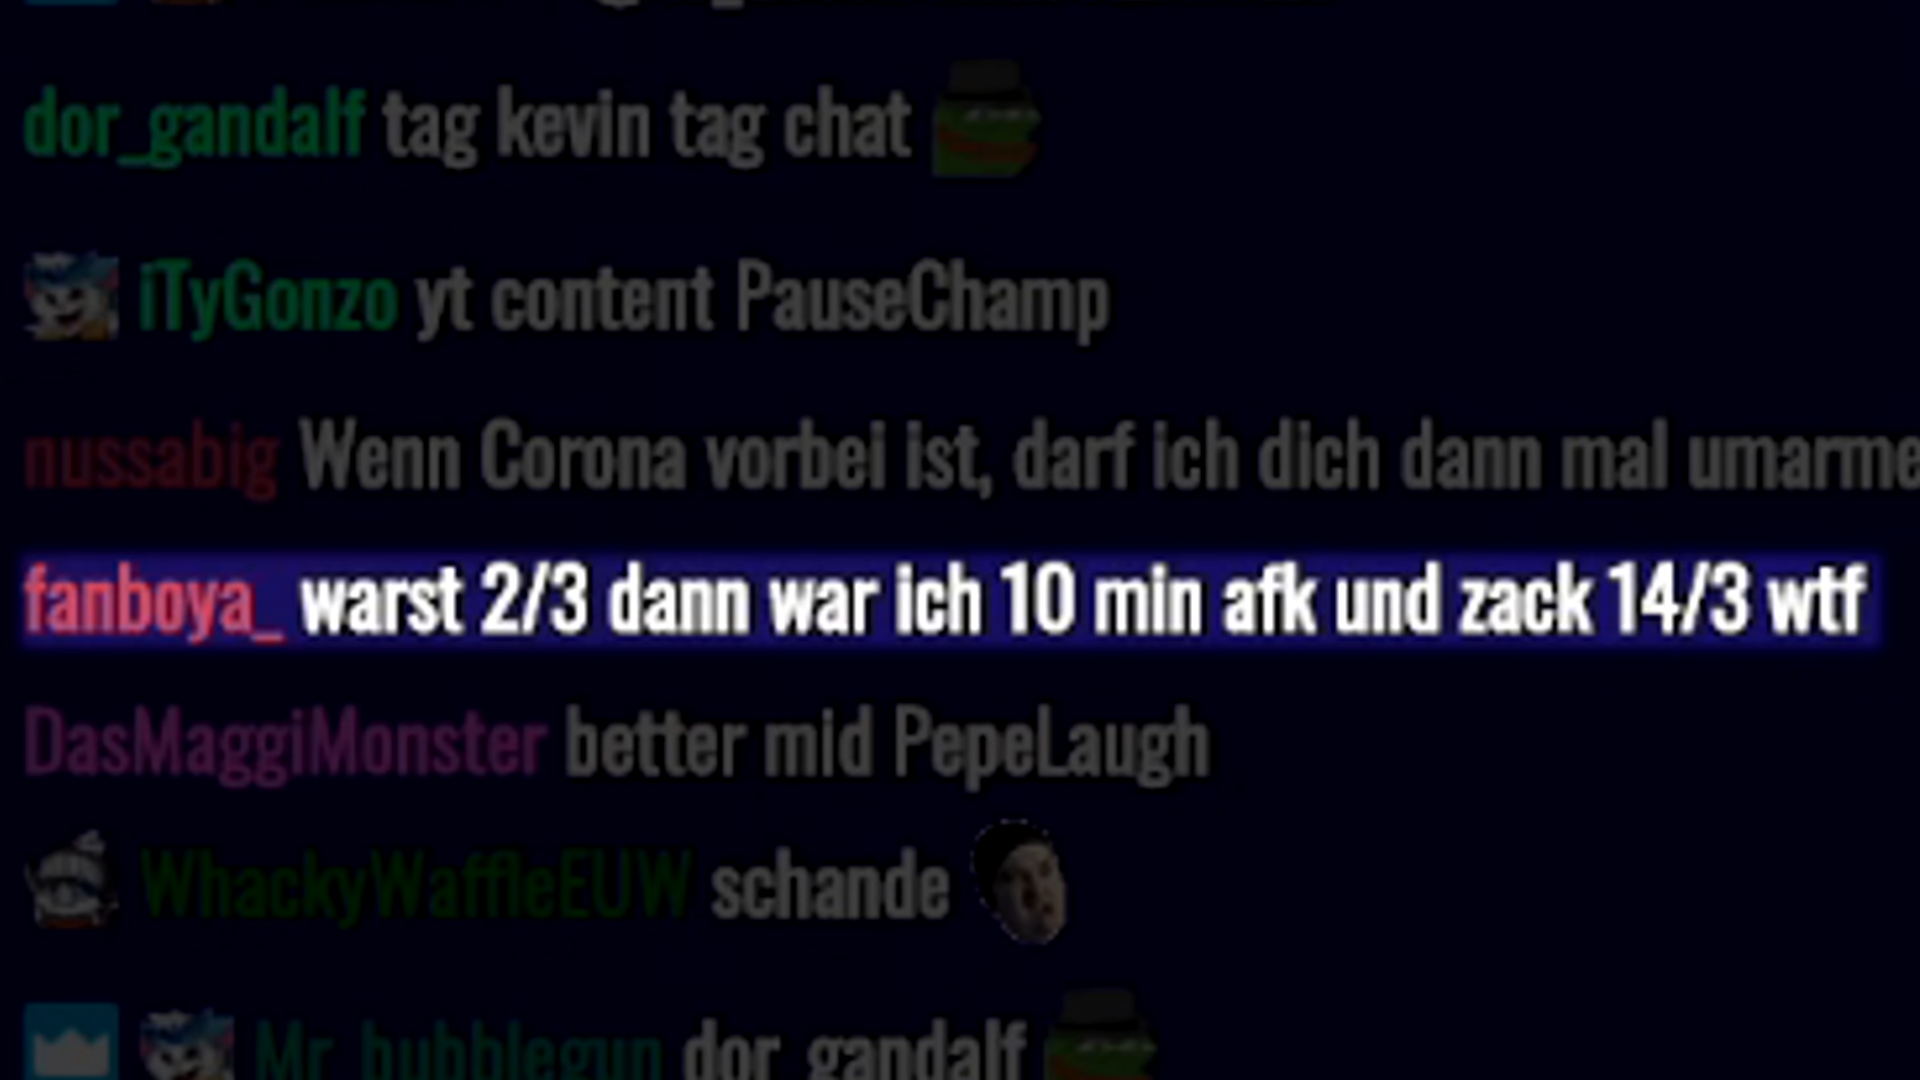 dor_gandalf tag kevin tag chat
iTyGonzo yt content PauseChamp
nussabig Wenn Corona vorbei ist, darf ich dich dann mal umarme
fanboya_ warst 2/3 dann war ich 10 min afk und zack 14/3 wtf
DasMaggiMonster better mid PepeLaugh
WhackyWaffleEUW schande
Mr_bubblegun dor_gandalf